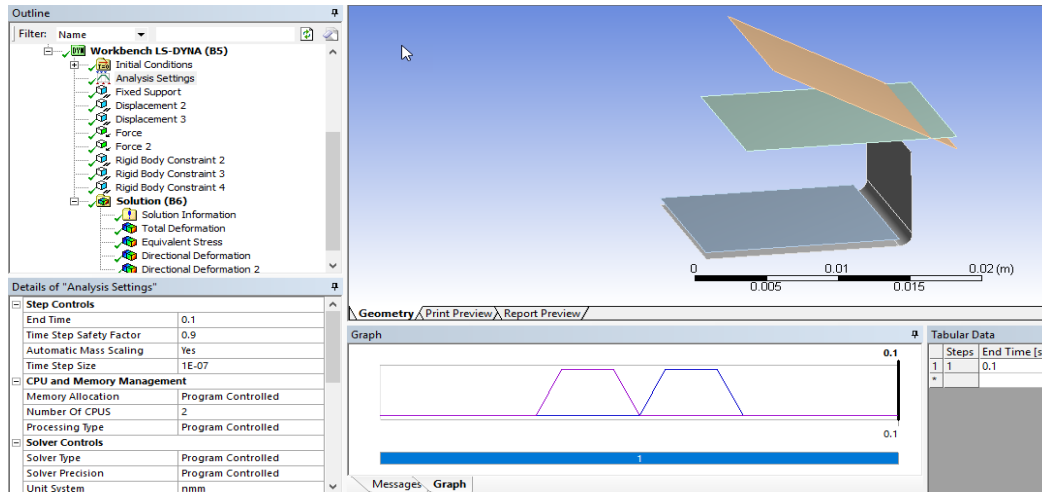 Outline
Filter: Name
Workbench LS-DYNA (B5)
Initial Conditions
Analysis Settings
Fixed Support
Displacement 2
Displacement 3
Force
Force 2
Rigid Body Constraint 2
Rigid Body Constraint 3
Rigid Body Constraint 4
Solution (B6)
Solution Information
Total Deformation
Equivalent Stress
Directional Deformation
Directional Deformation 2
Details of "Analysis Settings"
Step Controls
End Time 0.1
Time Step Safety Factor 0.9
Automatic Mass Scaling Yes
Time Step Size 1E-07
CPU and Memory Management
Memory Allocation Program Controlled
Number Of CPUS 2
Processing Type Program Controlled
Solver Controls
Solver Type Program Controlled
Solver Precision Program Controlled
Unit System nmm
0 0.01 0.02 (m)
0.005 0.015
Geometry Print Preview Report Preview
Graph
0.1
0.1
1
Messages Graph
Tabular Data
Steps End Time [s
1 1 0.1
*